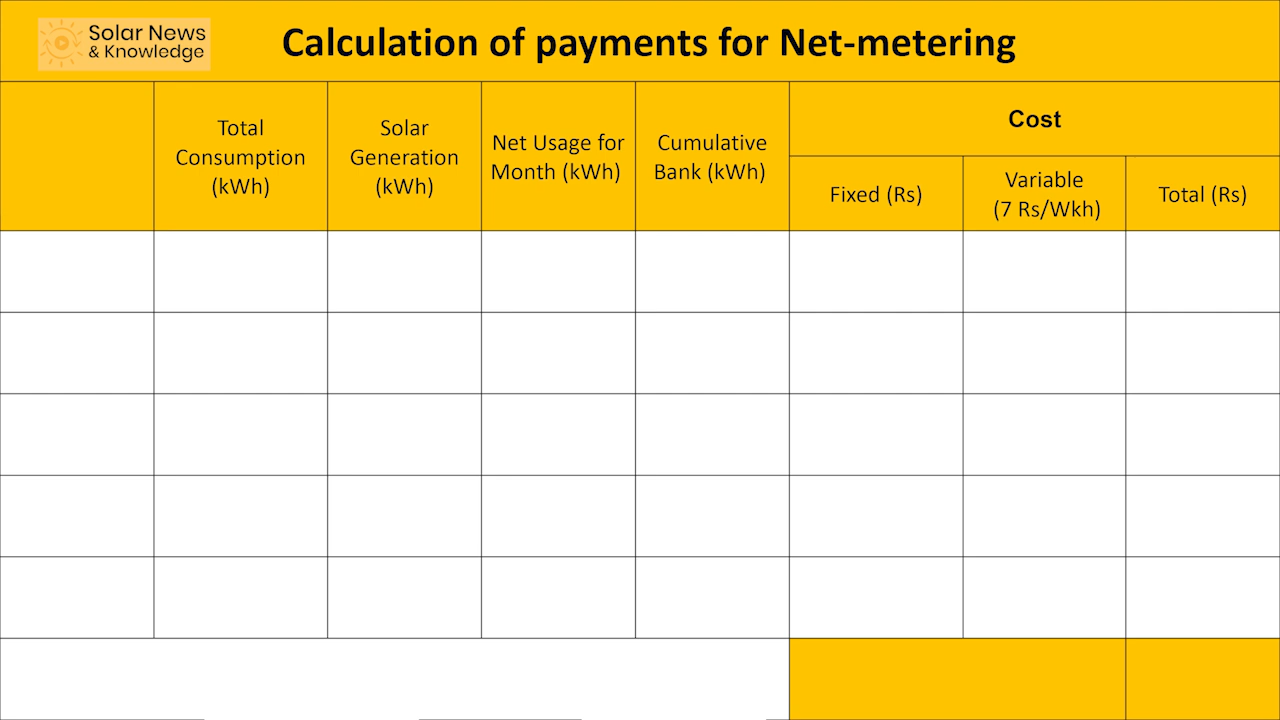 Solar News
& Knowledge
Calculation of payments for Net-metering
Total
Consumption
(kWh)
Solar
Generation
(kWh)
Net Usage for
Month (kWh)
Cumulative
Bank (kWh)
Cost
Fixed (Rs)
Variable
(7 Rs/Wkh)
Total (Rs)